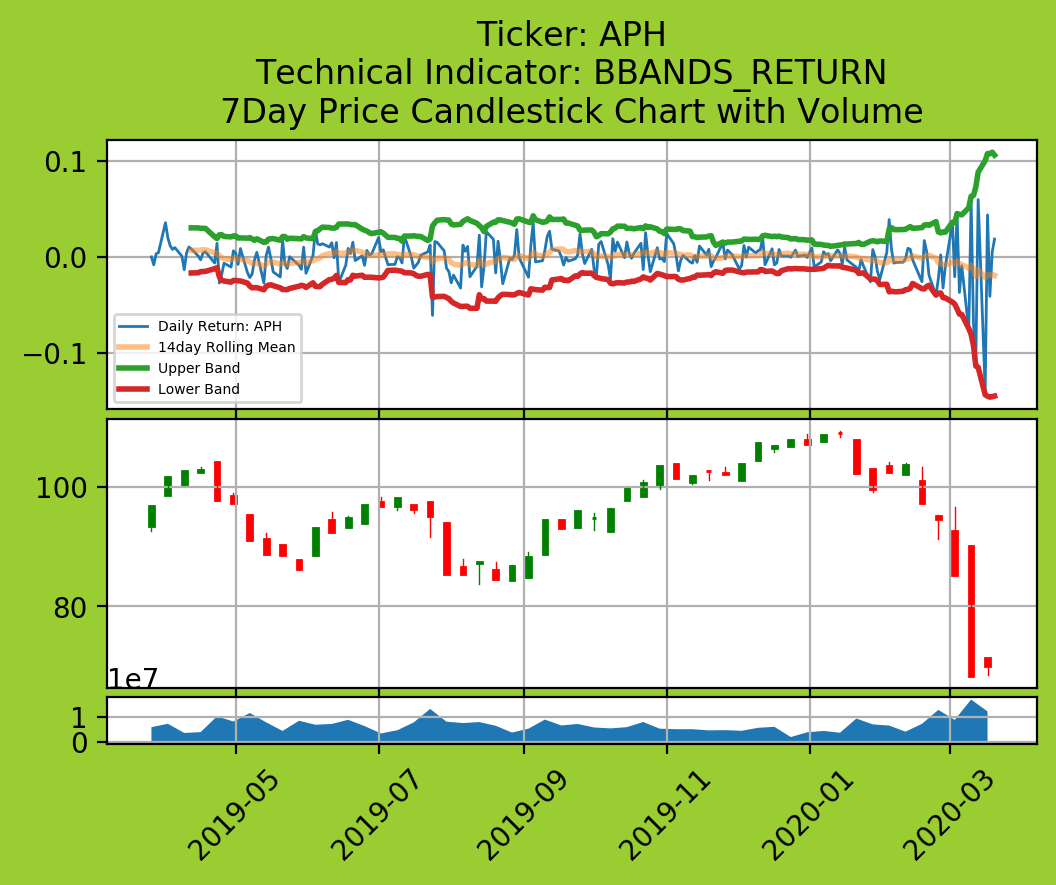 Ticker: APH
Technical Indicator: BBANDS_RETURN
7Day Price Candlestick Chart with Volume
0.1
0.0
−0.1
Daily Return: APH
14day Rolling Mean
Upper Band
Lower Band
100
80
1e7
1
0
2019-05
2019-07
2019-09
2019-11
2020-01
2020-03